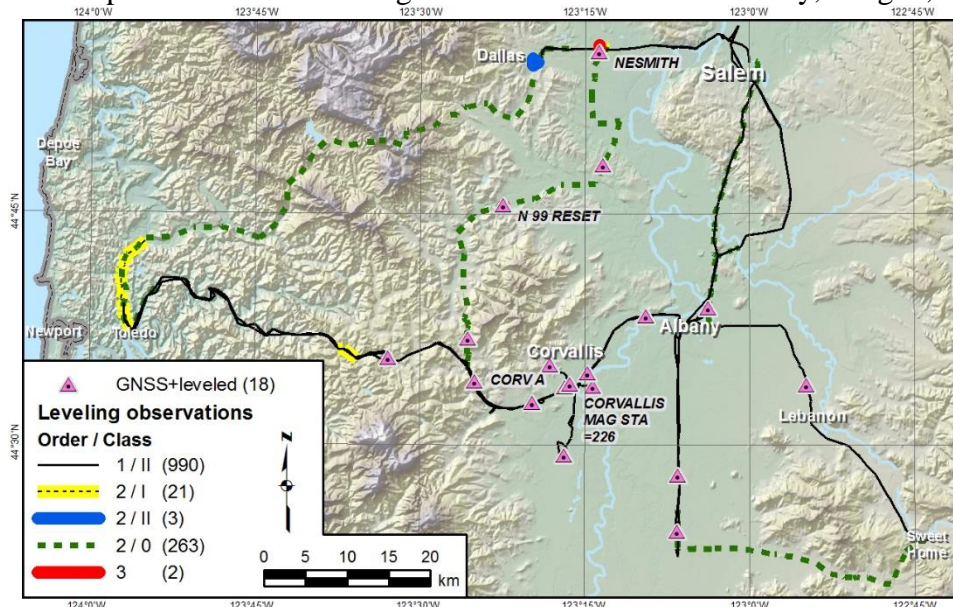 124°0'W 123°45'W 123°30'W 123°15'W 123°0'W 122°45'W
Dallas
NESMITH
Salem
Depoe
Bay
44°45'N
N 99 RESET
44°45'N
Newport
Toledo
Albany
Corvallis
CORV A
CORVALLIS
MAG STA
=226
Lebanon
44°30'N
Sweet
Home
GNSS+leveled (18)
Leveling observations
Order / Class
1 / II (990)
2 / I (21)
2 / II (3)
2 / 0 (263)
3 (2)
N
0 5 10 15 20
km
124°0'W 123°45'W 123°30'W 123°15'W 123°0'W 122°45'W